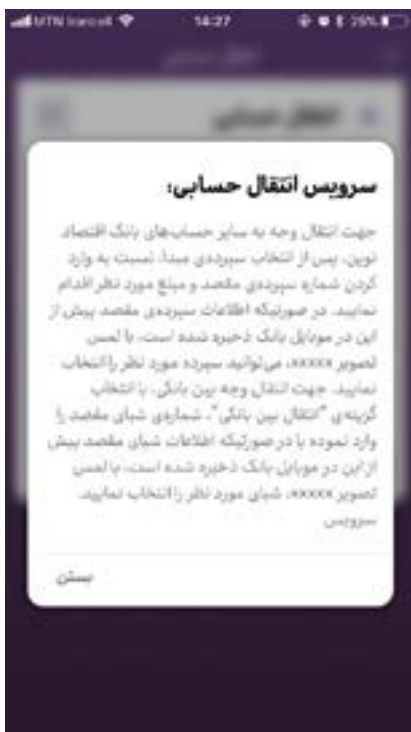 MTN Irancell 14:27 25%
انتقال حسابی
سرویس انتقال حسابی:
جهت انتقال وجه به سایر حساب‌های بانک اقتصاد
نوین، پس از انتخاب سپرده‌ی مبدا، نسبت به وارد
کردن شماره سپرده‌ی مقصد و مبلغ مورد نظر اقدام
نمایید. در صورتیکه اطلاعات سپرده‌ی مقصد پیش از
این در موبایل بانک ذخیره شده است، با لمس
تصویر xxxxx، می‌توانید سپرده مورد نظر را انتخاب
نمایید. جهت انتقال وجه بین بانکی، با انتخاب
گزینه‌ی "انتقال بین بانکی"، شماره‌ی شبای مقصد را
وارد نموده یا در صورتیکه اطلاعات شبای مقصد پیش
از این در موبایل بانک ذخیره شده است، با لمس
تصویر xxxxx، شبای مورد نظر را انتخاب نمایید.
سرویس
بستن